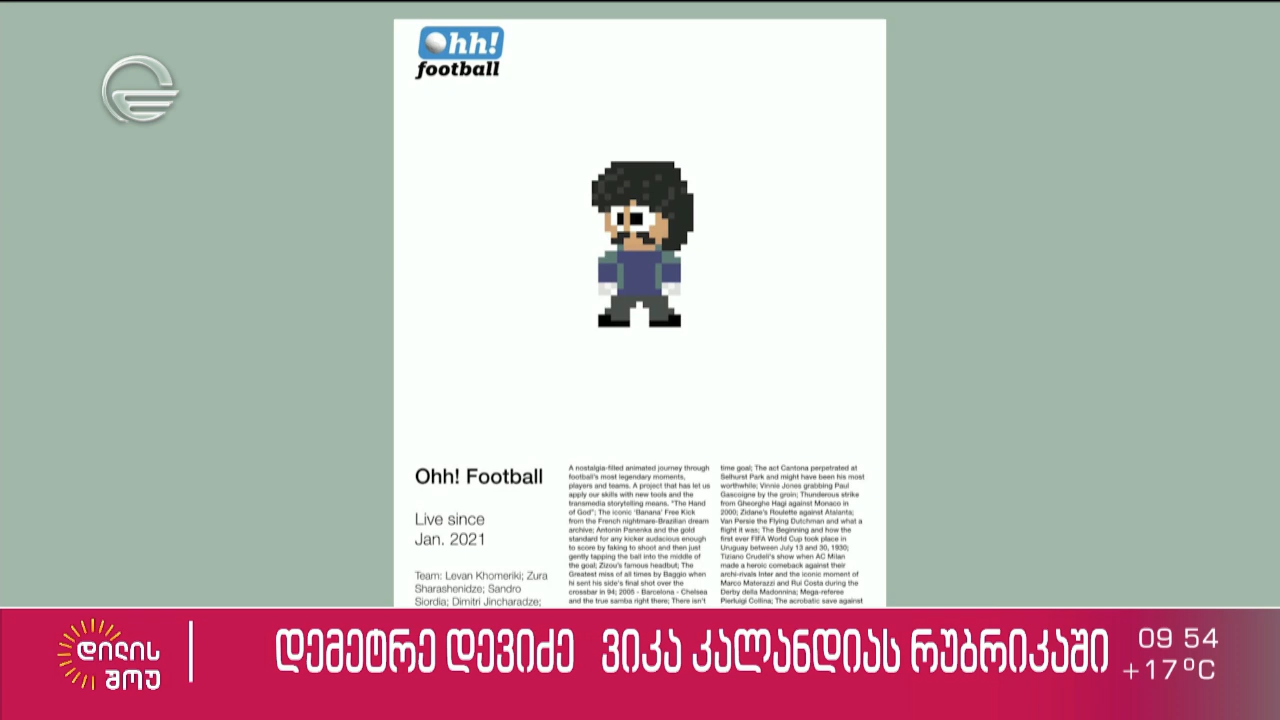 Ohh!
football
Ohh! Football
Live since
Jan. 2021
Team: Levan Khomeriki; Zura
Sharashenidze; Sandro
Siordia; Dimitri Jincharadze;
A nostalgia-filled animated journey through
football's most legendary moments,
players and teams. A project that has let us
apply our skills with new tools and the
transmedia storytelling means. "The Hand
of God"; The iconic 'Banana' Free Kick
from the French nightmare-Brazilian dream
archive; Antonin Panenka and the gold
standard for any kicker audacious enough
to score by faking to shoot and then just
gently tapping the ball into the middle of
the goal; Zizou's famous headbut; The
Greatest miss of all times by Baggio when
hi sent his side's final shot over the
crossbar in 94; 2005 - Barcelona - Chelsea
and the true samba right there; There isn't
time goal; The act Cantona perpetrated at
Selhurst Park and might have been his most
worthwhile; Vinnie Jones grabbing Paul
Gascoigne by the groin; Thunderous strike
from Gheorghe Hagi against Monaco in
2000; Zidane's Roulette against Atalanta;
Van Persie the Flying Dutchman and what a
flight it was; The Beginning and how the
first ever FIFA World Cup took place in
Uruguay between July 13 and 30, 1930;
Tiziano Crudeli's show when AC Milan
made a heroic comeback against their
archi-rivals Inter and the iconic moment of
Marco Materazzi and Rui Costa during the
Derby della Madonnina; Mega-referee
Pierluigi Collina; The acrobatic save against
დილის
შოუ
დემეტრე დევიძე ვიკა კალანდიას რუბრიკაში
09 54
+17°C